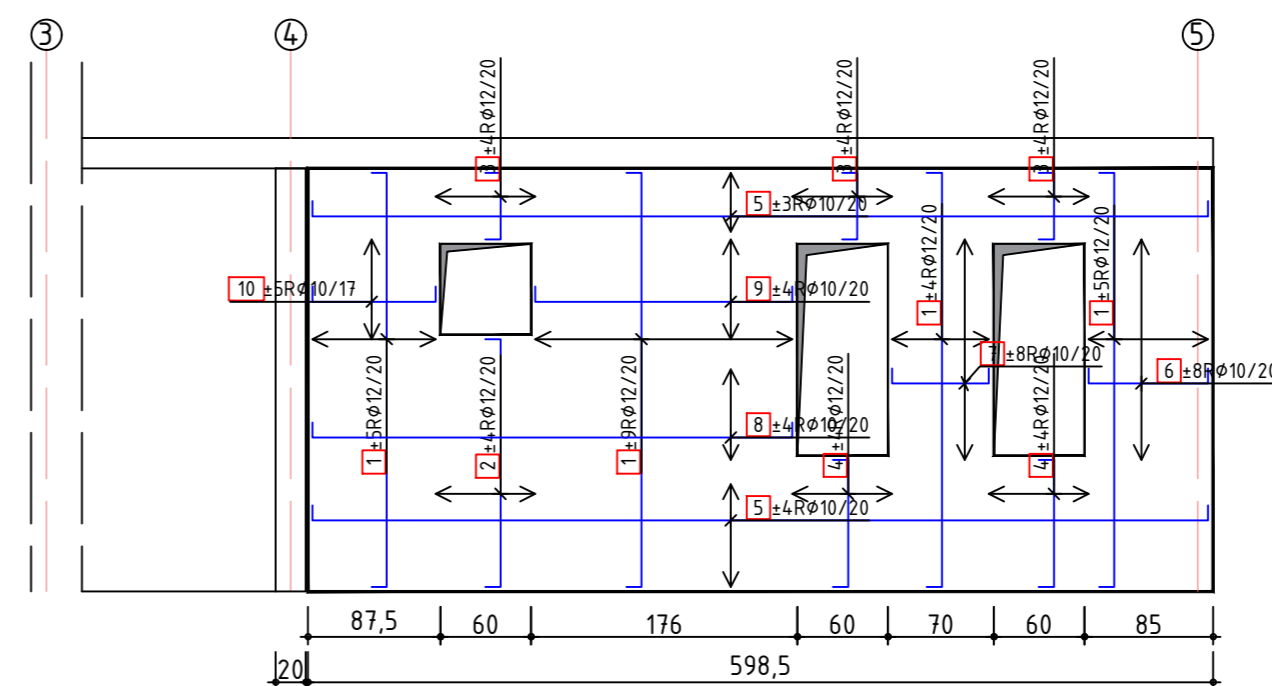 3
4
5
3 ±4RØ12/20
3 ±4RØ12/20
3 ±4RØ12/20
5 ±3RØ10/20
1 ±4RØ12/20
1 ±5RØ12/20
10 ±5RØ10/17
9 ±4RØ10/20
7 ±8RØ10/20
6 ±8RØ10/20
1 ±5RØ12/20
2 ±4RØ12/20
1 ±9RØ12/20
8 ±4RØ10/20
4 ±4RØ12/20
4 ±4RØ12/20
5 ±4RØ10/20
87,5 60 176 60 70 60 85
20 598,5